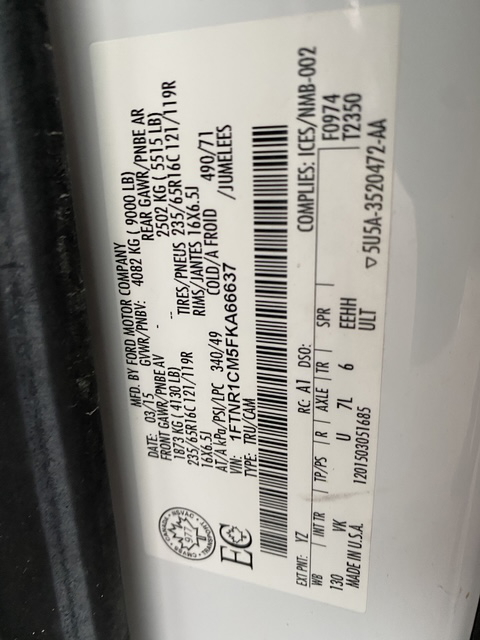 MFD. BY FORD MOTOR COMPANY
DATE: 03/15 GVWR/PNBV: 4082 KG ( 9000 LB)
FRONT GAWR/PNBE AV REAR GAWR/PNBE AR
1873 KG ( 4130 LB) 2502 KG ( 5515 LB)
235/65R16C 121/119R TIRES/PNEUS 235/65R16C 121/119R
16X6.5J RIMS/JANTES 16X6.5J
AT/A kPa/PSI/LPC 340/49 COLD/A FROID 490/71
1FTNR1CM5FKA66637 /JUMELEES
TYPE: TRU/CAM
977
EC
EXT PNT: YZ RC: A1 DSO: COMPLIES: ICES/NMB-002
WB INT TR TP/PS R AXLE TR SPR F0974
130 VK U 7L 6 EEHH T2350
MADE IN U.S.A. 1201503051685 ULT ▽ 5U5A-3520472-AA